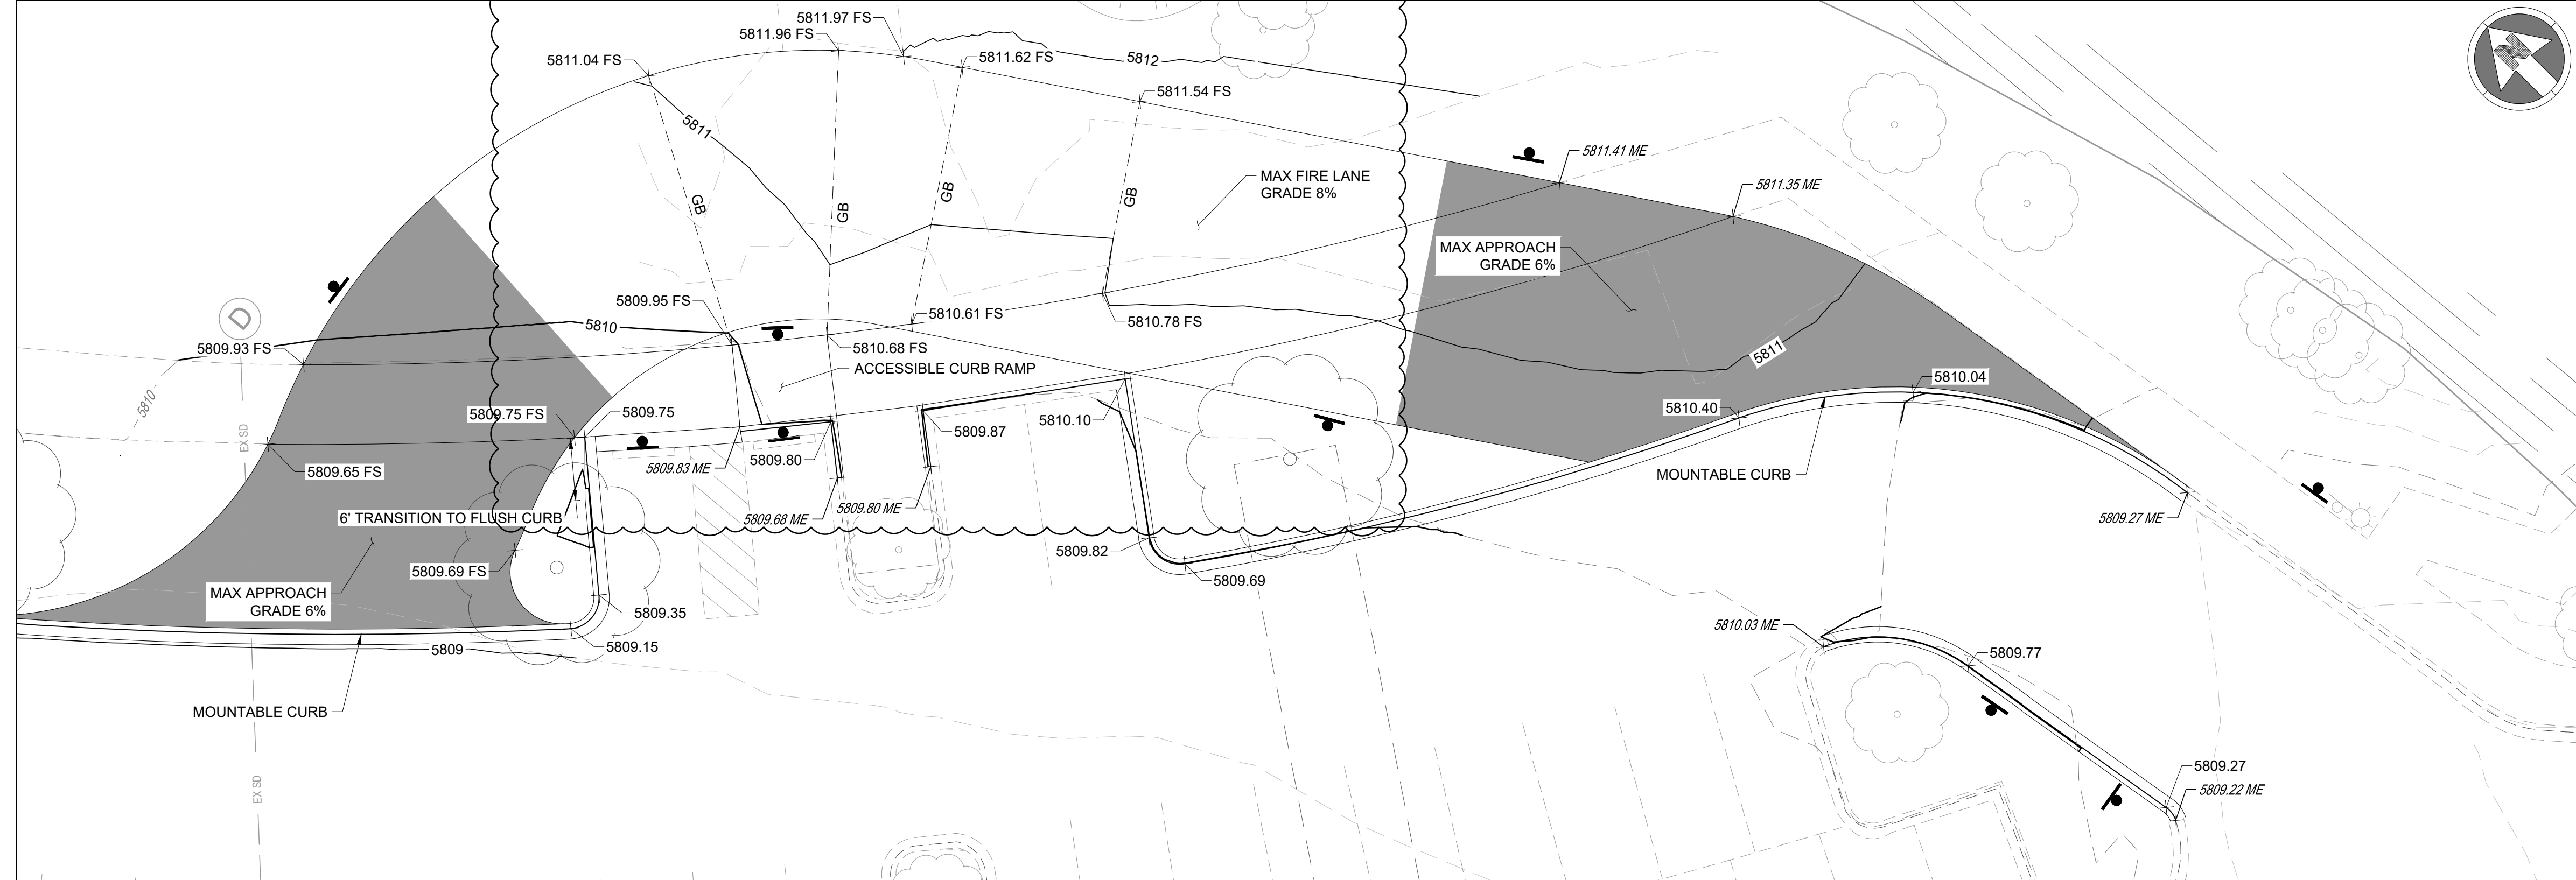 5811.97 FS
5811.96 FS
5811.04 FS
5811.62 FS
5812
5811.54 FS
5811
5811.41 ME
MAX FIRE LANE
GRADE 8%
5811.35 ME
GB
GB
GB
GB
MAX APPROACH
GRADE 6%
N
D
5809.95 FS
5810
5809.93 FS
5810.61 FS
5810.78 FS
5810.68 FS
ACCESSIBLE CURB RAMP
5811
5810
5810.04
5809.75 FS
5809.75
5810.40
5810.10
5809.87
EX SD
5809.83 ME
5809.80
5809.65 FS
MOUNTABLE CURB
5809.80 ME
5809.68 ME
6' TRANSITION TO FLUSH CURB
5809.27 ME
5809.82
5809.69 FS
5809.69
MAX APPROACH
GRADE 6%
5809.35
5810.03 ME
5809.15
5809
5809.77
MOUNTABLE CURB
5809.27
EX SD
5809.22 ME